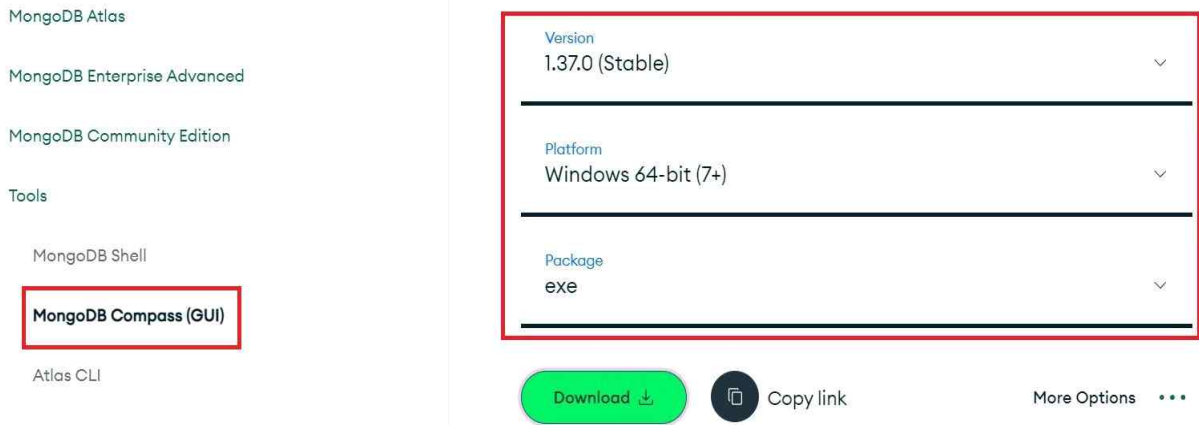 MongoDB Atlas
MongoDB Enterprise Advanced
MongoDB Community Edition
Tools
MongoDB Shell
MongoDB Compass (GUI)
Atlas CLI
Version
1.37.0 (Stable)
Platform
Windows 64-bit (7+)
Package
exe
Download
Copy link
More Options